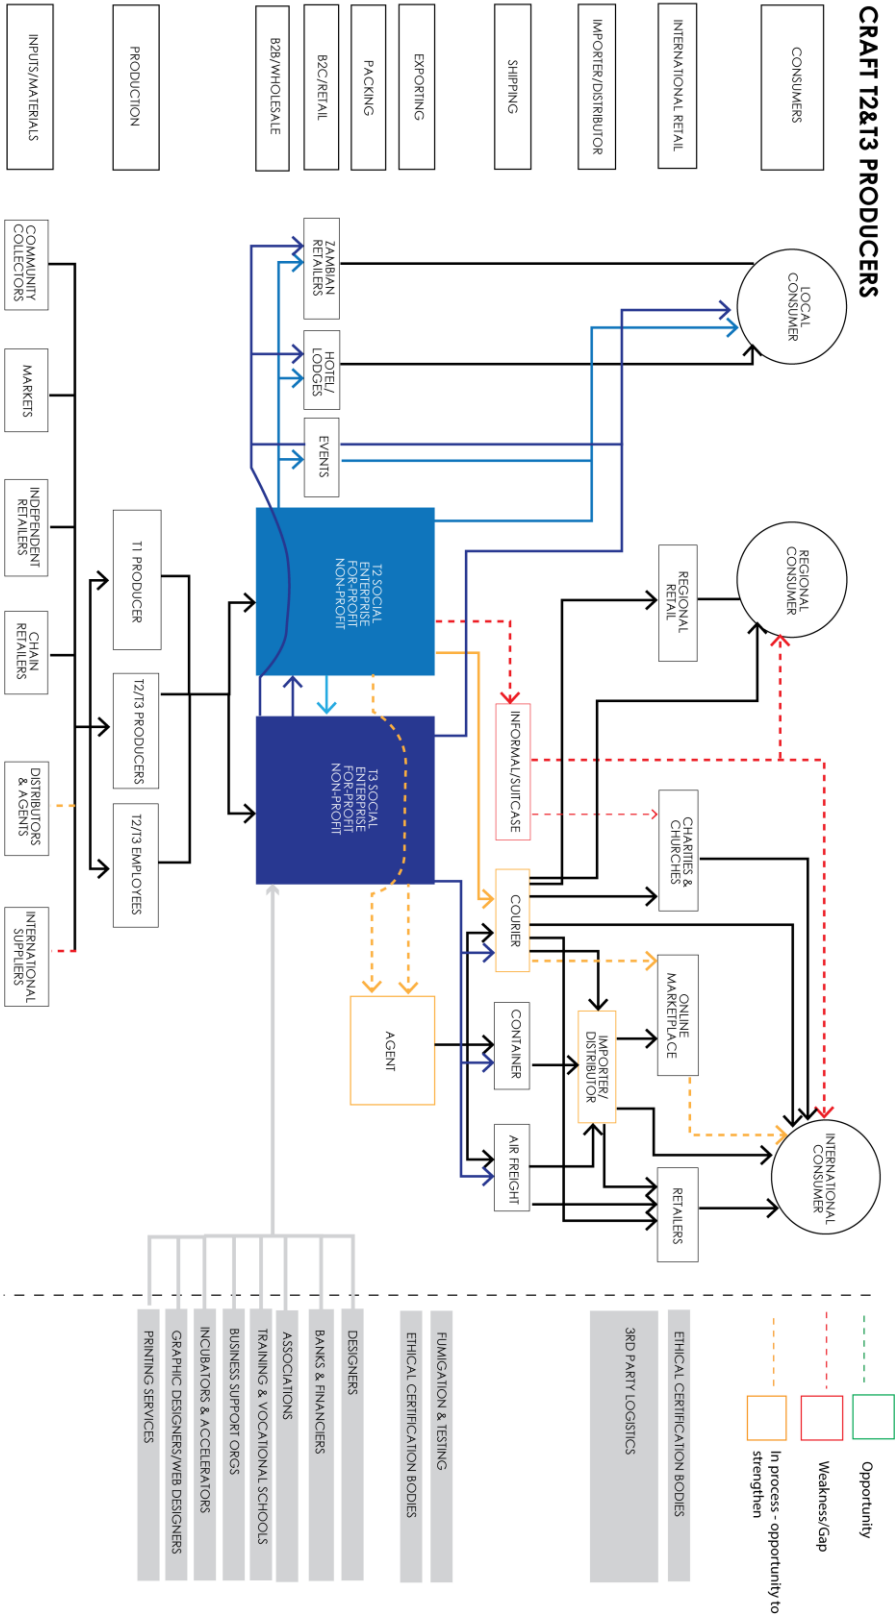 CRAFT T2&T3 PRODUCERS
CONSUMERS
INTERNATIONAL RETAIL
IMPORTER/DISTRIBUTOR
SHIPPING
EXPORTING
PACKING
B2C/RETAIL
B2B/WHOLESALE
PRODUCTION
INPUTS/MATERIALS
LOCAL
CONSUMER
REGIONAL
CONSUMER
INTERNATIONAL
CONSUMER
REGIONAL
RETAIL
CHARITIES &
CHURCHES
ONLINE
MARKETPLACE
RETAILERS
IMPORTER/
DISTRIBUTOR
INFORMAL/SUITCASE
COURIER
CONTAINER
AIR FREIGHT
AGENT
ZAMBIAN
RETAILERS
HOTEL/
LODGES
EVENTS
T2 SOCIAL
ENTERPRISE
FOR-PROFIT
NON-PROFIT
T3 SOCIAL
ENTERPRISE
FOR-PROFIT
NON-PROFIT
T1 PRODUCER
T2/T3 PRODUCERS
T2/T3 EMPLOYEES
COMMUNITY
COLLECTORS
MARKETS
INDEPENDENT
RETAILERS
CHAIN
RETAILERS
DISTRIBUTORS
& AGENTS
INTERNATIONAL
SUPPLIERS
Opportunity
Weakness/Gap
In process - opportunity to
strengthen
ETHICAL CERTIFICATION BODIES
3RD PARTY LOGISTICS
FUMIGATION & TESTING
ETHICAL CERTIFICATION BODIES
DESIGNERS
BANKS & FINANCIERS
ASSOCIATIONS
TRAINING & VOCATIONAL SCHOOLS
BUSINESS SUPPORT ORGS
INCUBATORS & ACCELERATORS
GRAPHIC DESIGNERS/WEB DESIGNERS
PRINTING SERVICES